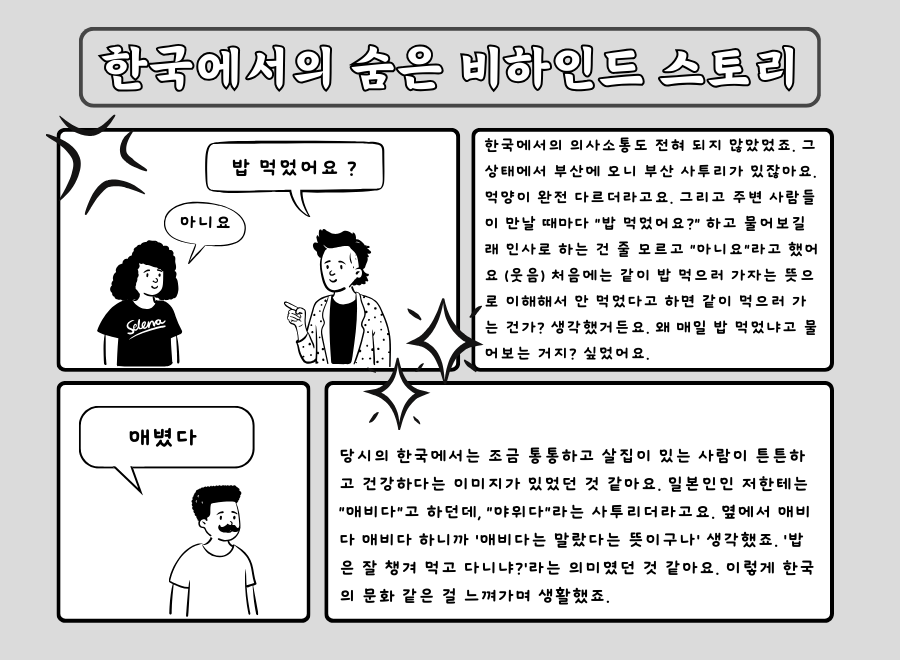 한국에서의 숨은 비하인드 스토리
밥 먹었어요 ?
아니요
Selena
한국에서의 의사소통도 전혀 되지 않았었죠. 그
상태에서 부산에 오니 부산 사투리가 있잖아요.
억양이 완전 다르더라고요. 그리고 주변 사람들
이 만날 때마다 "밥 먹었어요?" 하고 물어보길
래 인사로 하는 건 줄 모르고 "아니요"라고 했어
요 (웃음) 처음에는 같이 밥 먹으러 가자는 뜻으
로 이해해서 안 먹었다고 하면 같이 먹으러 가
는 건가? 생각했거든요. 왜 매일 밥 먹었냐고 물
어보는 거지? 싶었어요.
매볐다
당시의 한국에서는 조금 통통하고 살집이 있는 사람이 튼튼하
고 건강하다는 이미지가 있었던 것 같아요. 일본인인 저한테는
"애비다"고 하던데, "야위다"라는 사투리더라고요. 옆에서 애비
다 애비다 하니까 '애비다는 말랐다는 뜻이구나' 생각했죠. '밥
은 잘 챙겨 먹고 다니냐?'라는 의미였던 것 같아요. 이렇게 한국
의 문화 같은 걸 느껴가며 생활했죠.